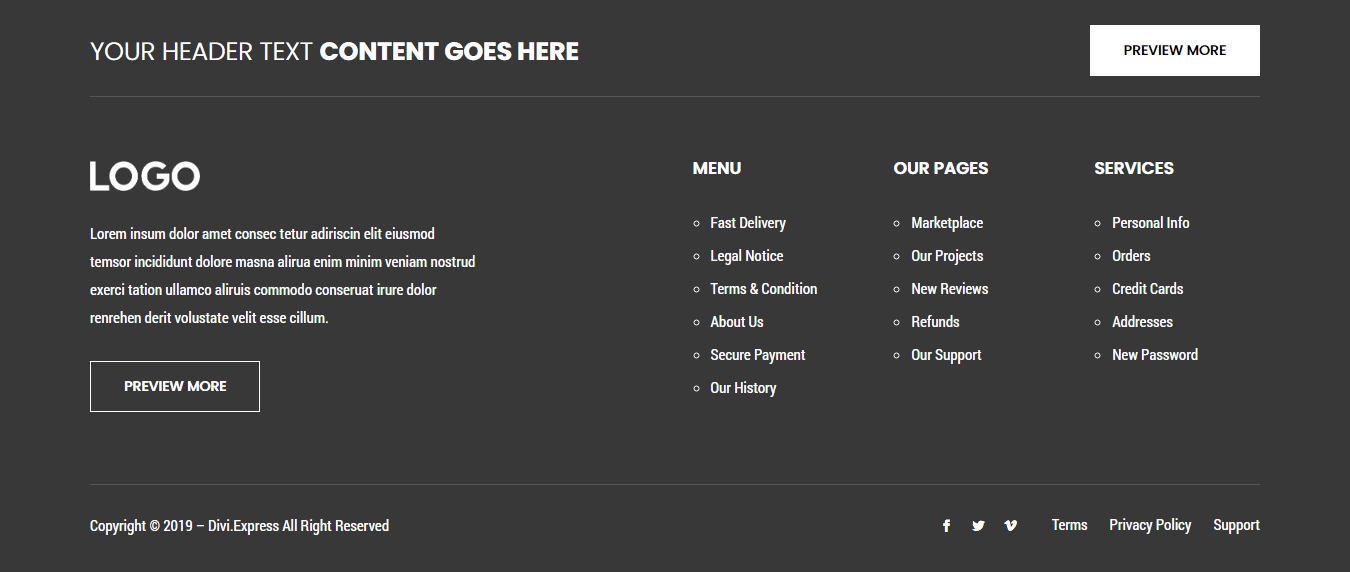 YOUR HEADER TEXT CONTENT GOES HERE
PREVIEW MORE
LOGO
Lorem insum dolor amet consec tetur adiriscin elit eiusmod
temsor incididunt dolore masna alirua enim minim veniam nostrud
exerci tation ullamco aliruis commodo conseruat irure dolor
renrehen derit volustate velit esse cillum.
PREVIEW MORE
MENU
Fast Delivery
Legal Notice
Terms & Condition
About Us
Secure Payment
Our History
OUR PAGES
Marketplace
Our Projects
New Reviews
Refunds
Our Support
SERVICES
Personal Info
Orders
Credit Cards
Addresses
New Password
Copyright © 2019 – Divi.Express All Right Reserved
Terms Privacy Policy Support